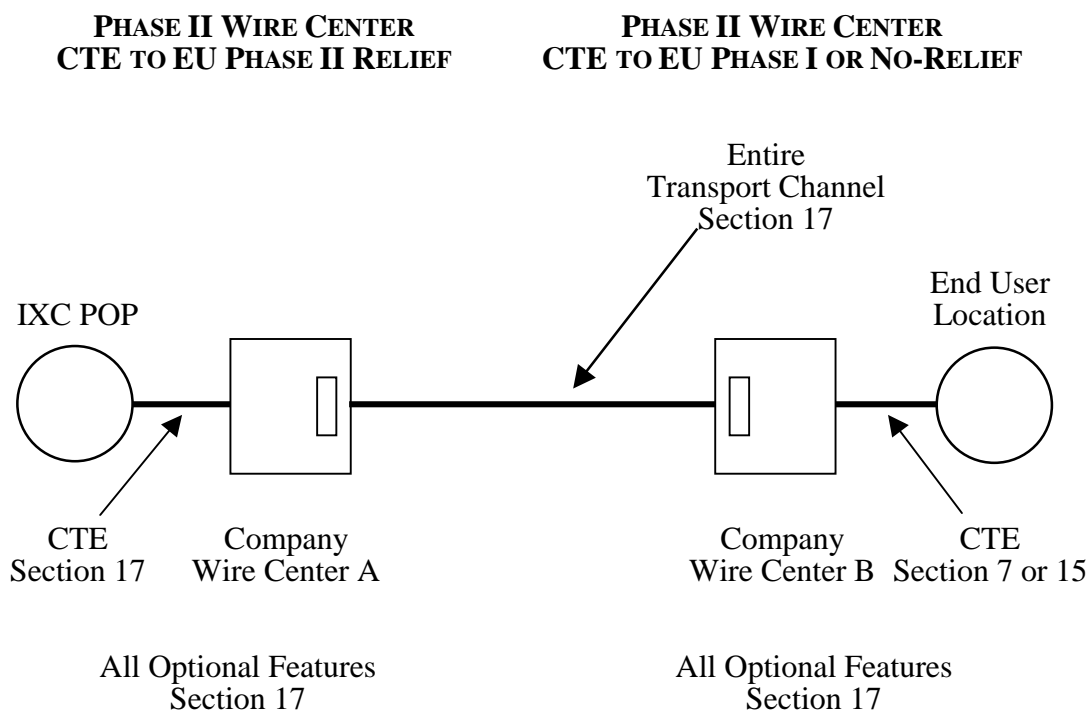 PHASE II WIRE CENTER
CTE TO EU PHASE II RELIEF
PHASE II WIRE CENTER
CTE TO EU PHASE I OR NO-RELIEF
Entire
Transport Channel
Section 17
IXC POP
End User
Location
CTE
Section 17
Company
Wire Center A
Company
Wire Center B
CTE
Section 7 or 15
All Optional Features
Section 17
All Optional Features
Section 17